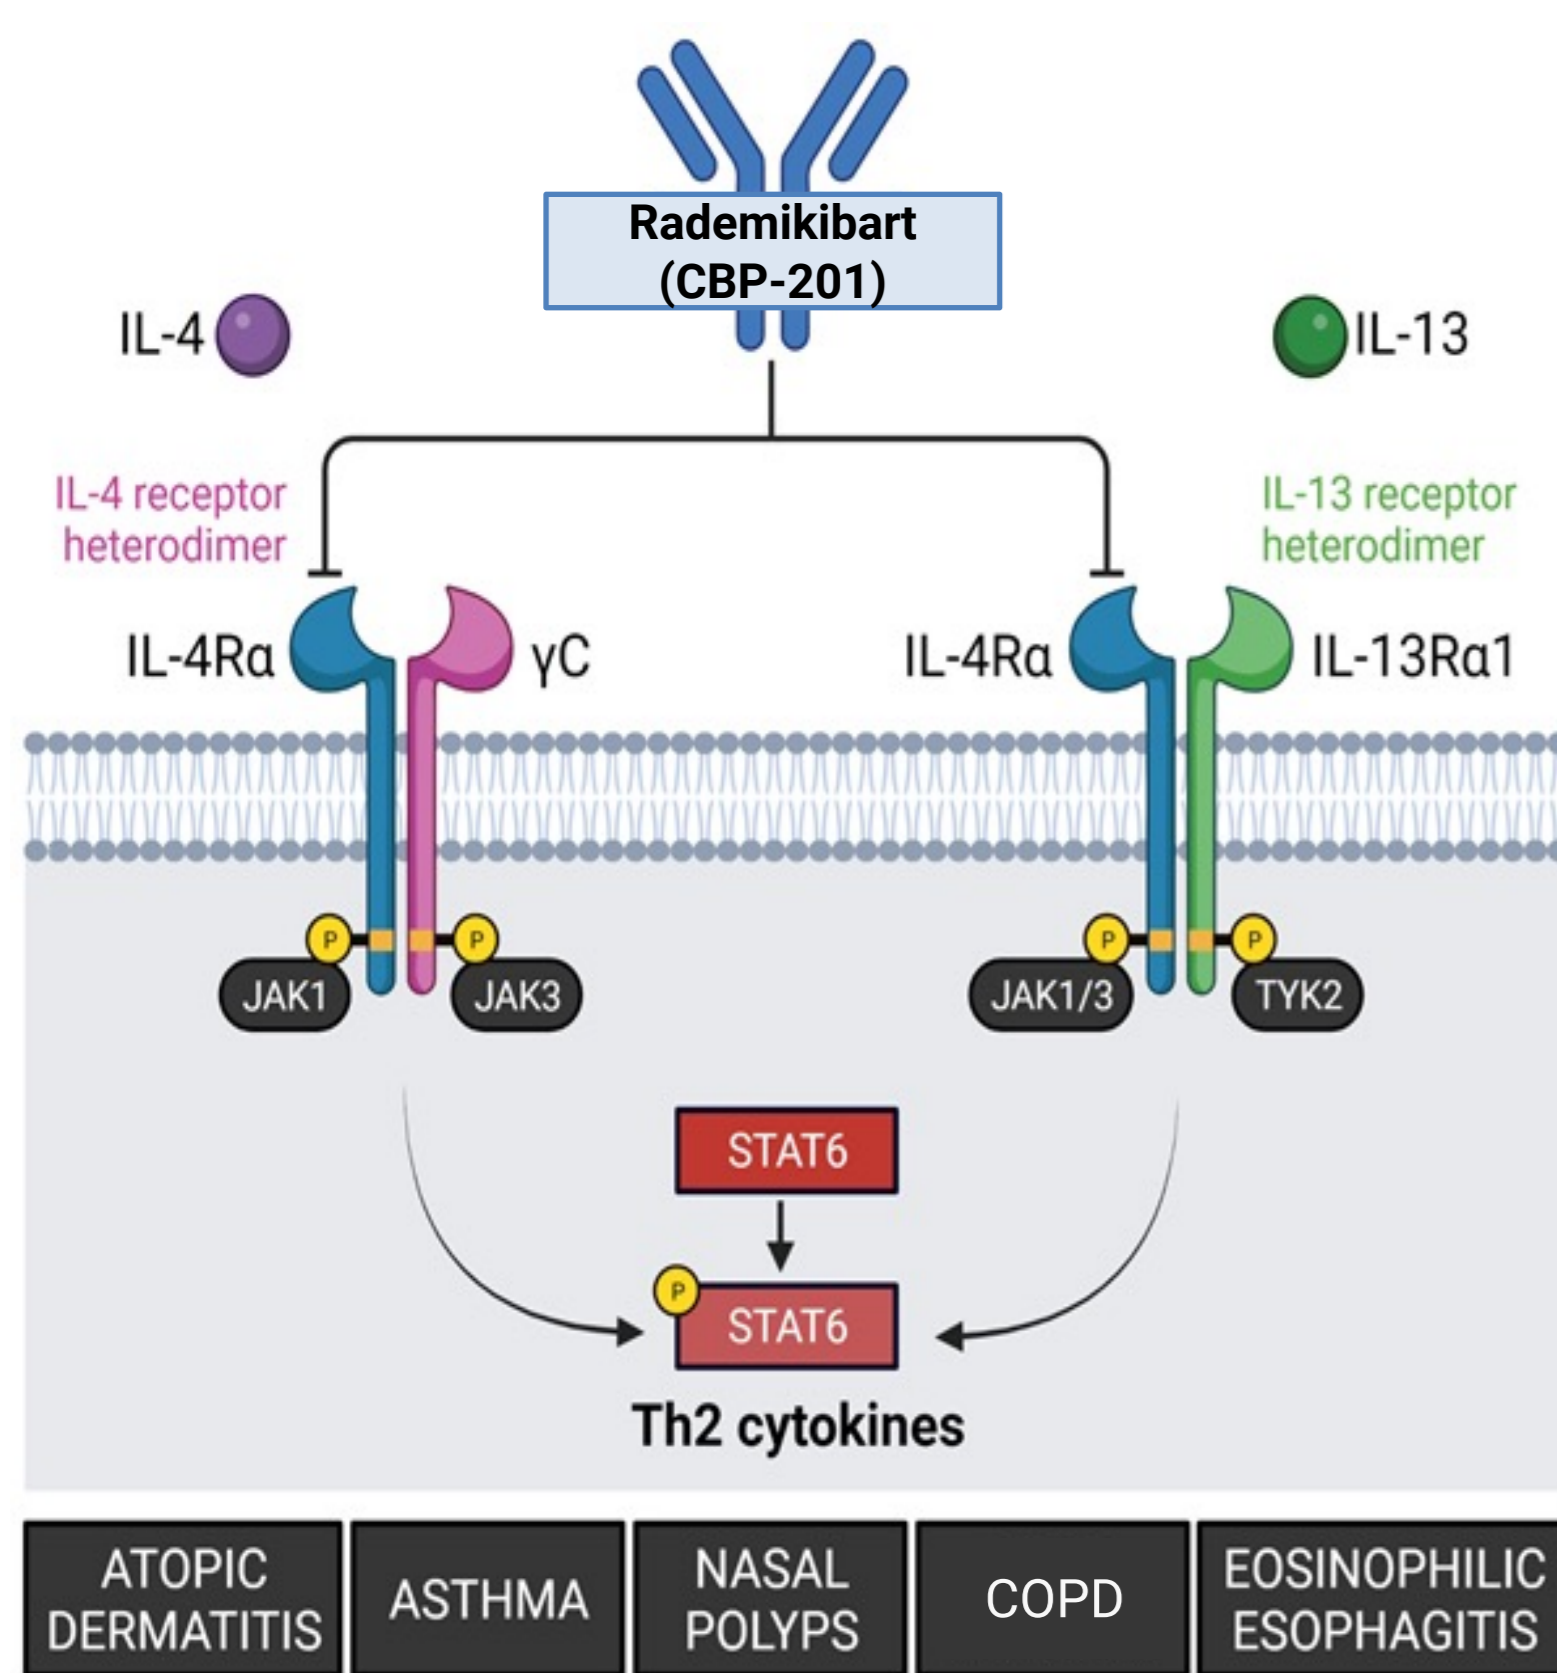 Rademikibart
(CBP-201)
IL-4
IL-13
IL-4 receptor
heterodimer
IL-13 receptor
heterodimer
IL-4Rα
γC
IL-4Rα
IL-13Rα1
P
P
P
P
JAK1
JAK3
JAK1/3
TYK2
STAT6
P
STAT6
Th2 cytokines
ATOPIC
DERMATITIS
ASTHMA
NASAL
POLYPS
COPD
EOSINOPHILIC
ESOPHAGITIS